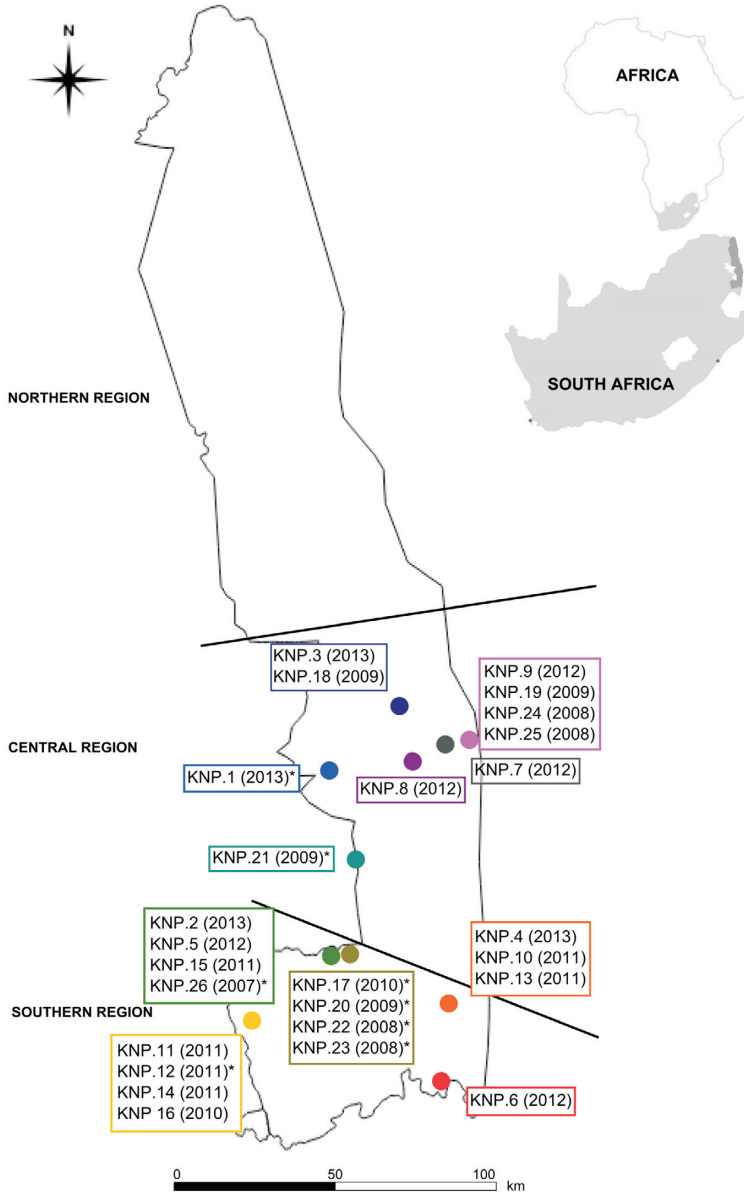 N
AFRICA
SOUTH AFRICA
NORTHERN REGION
KNP.3 (2013)
KNP.18 (2009)
KNP.9 (2012)
KNP.19 (2009)
KNP.24 (2008)
KNP.25 (2008)
CENTRAL REGION
KNP.1 (2013)*
KNP.8 (2012)
KNP.7 (2012)
KNP.21 (2009)*
KNP.2 (2013)
KNP.5 (2012)
KNP.15 (2011)
KNP.26 (2007)*
KNP.4 (2013)
KNP.10 (2011)
KNP.13 (2011)
KNP.17 (2010)*
KNP.20 (2009)*
KNP.22 (2008)*
KNP.23 (2008)*
SOUTHERN REGION
KNP.11 (2011)
KNP.12 (2011)*
KNP.14 (2011)
KNP 16 (2010)
KNP.6 (2012)
0 50 100
km